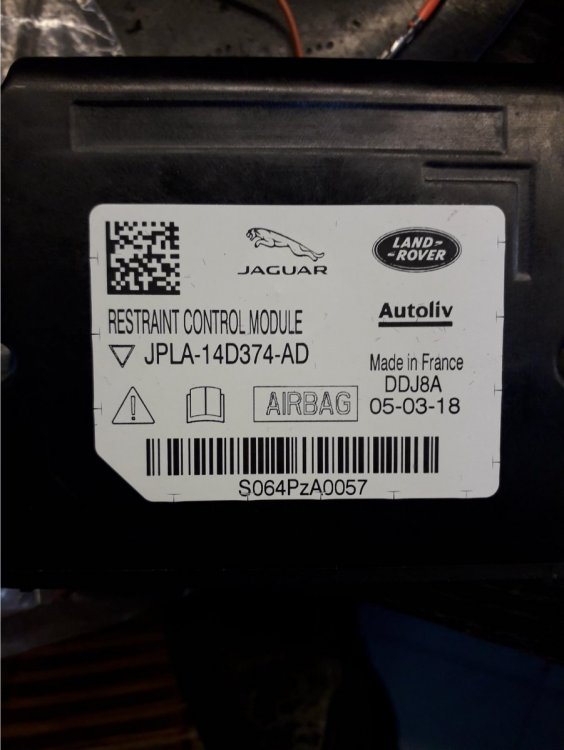 JAGUAR
LAND-
-ROVER
RESTRAINT CONTROL MODULE
Autoliv
JPLA-14D374-AD
Made in France
DDJ8A
AIRBAG
05-03-18
S064PzA0057